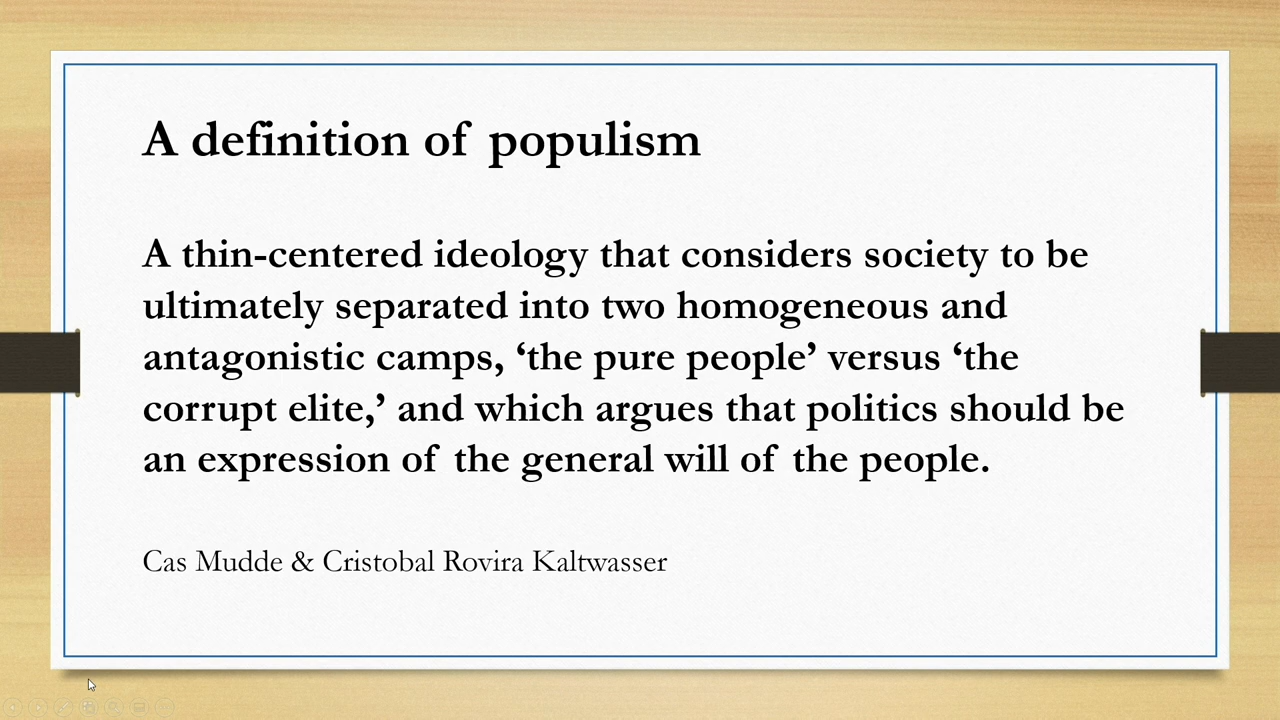 A definition of populism
A thin-centered ideology that considers society to be
ultimately separated into two homogeneous and
antagonistic camps, ‘the pure people’ versus ‘the
corrupt elite,’ and which argues that politics should be
an expression of the general will of the people.
Cas Mudde & Cristobal Rovira Kaltwasser